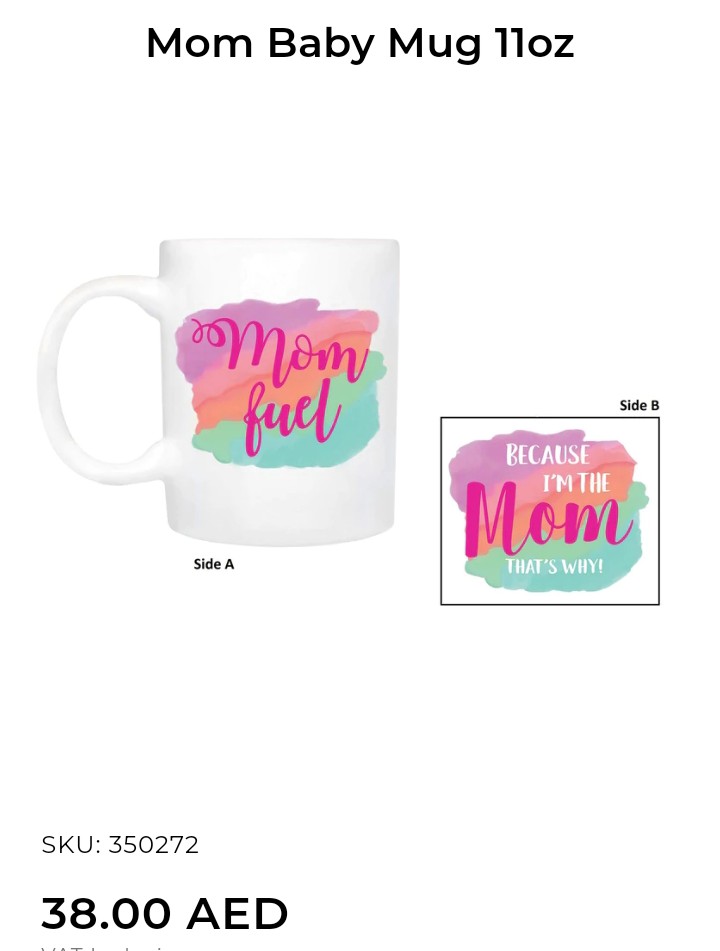 Mom Baby Mug 11oz
Mom
fuel
Side A
Side B
BECAUSE
I'M THE
Mom
THAT'S WHY!
SKU: 350272
38.00 AED